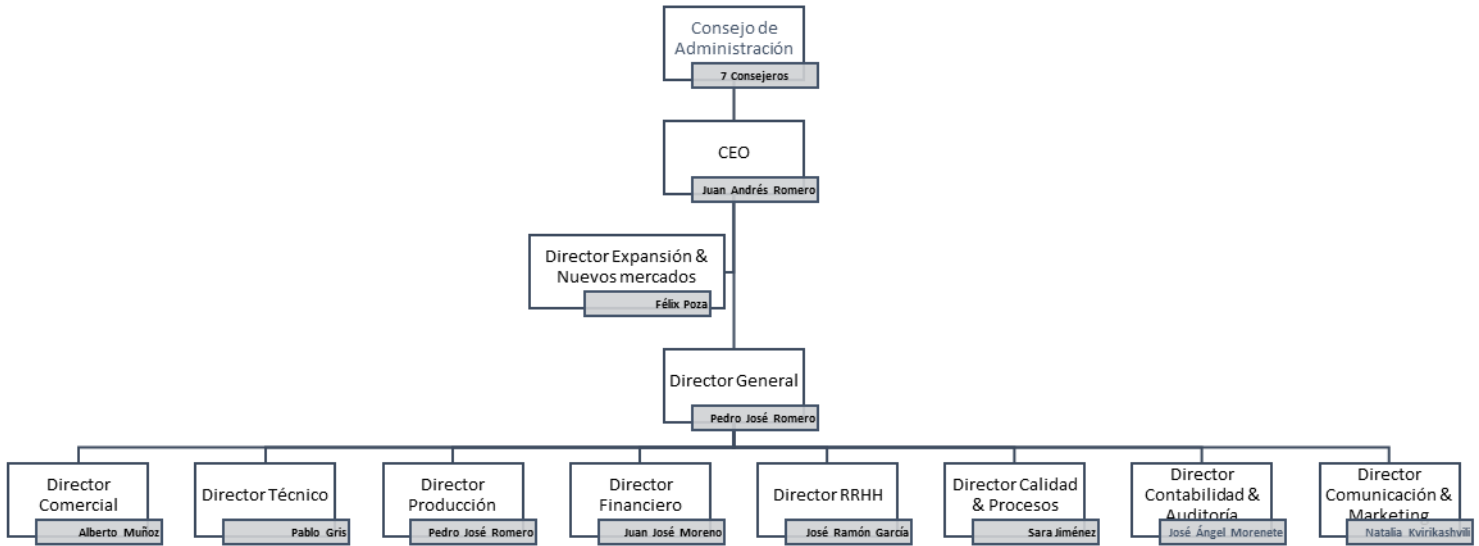 Consejo de
Administración
7 Consejeros
CEO
Juan Andrés Romero
Director Expansión &
Nuevos mercados
Félix Poza
Director General
Pedro José Romero
Director
Comercial
Alberto Muñoz
Director Técnico
Pablo Gris
Director
Producción
Pedro José Romero
Director
Financiero
Juan José Moreno
Director RRHH
José Ramón García
Director Calidad
& Procesos
Sara Jiménez
Director
Contabilidad &
Auditoría
José Ángel Morenete
Director
Comunicación &
Marketing
Natalia Kvirikashvili